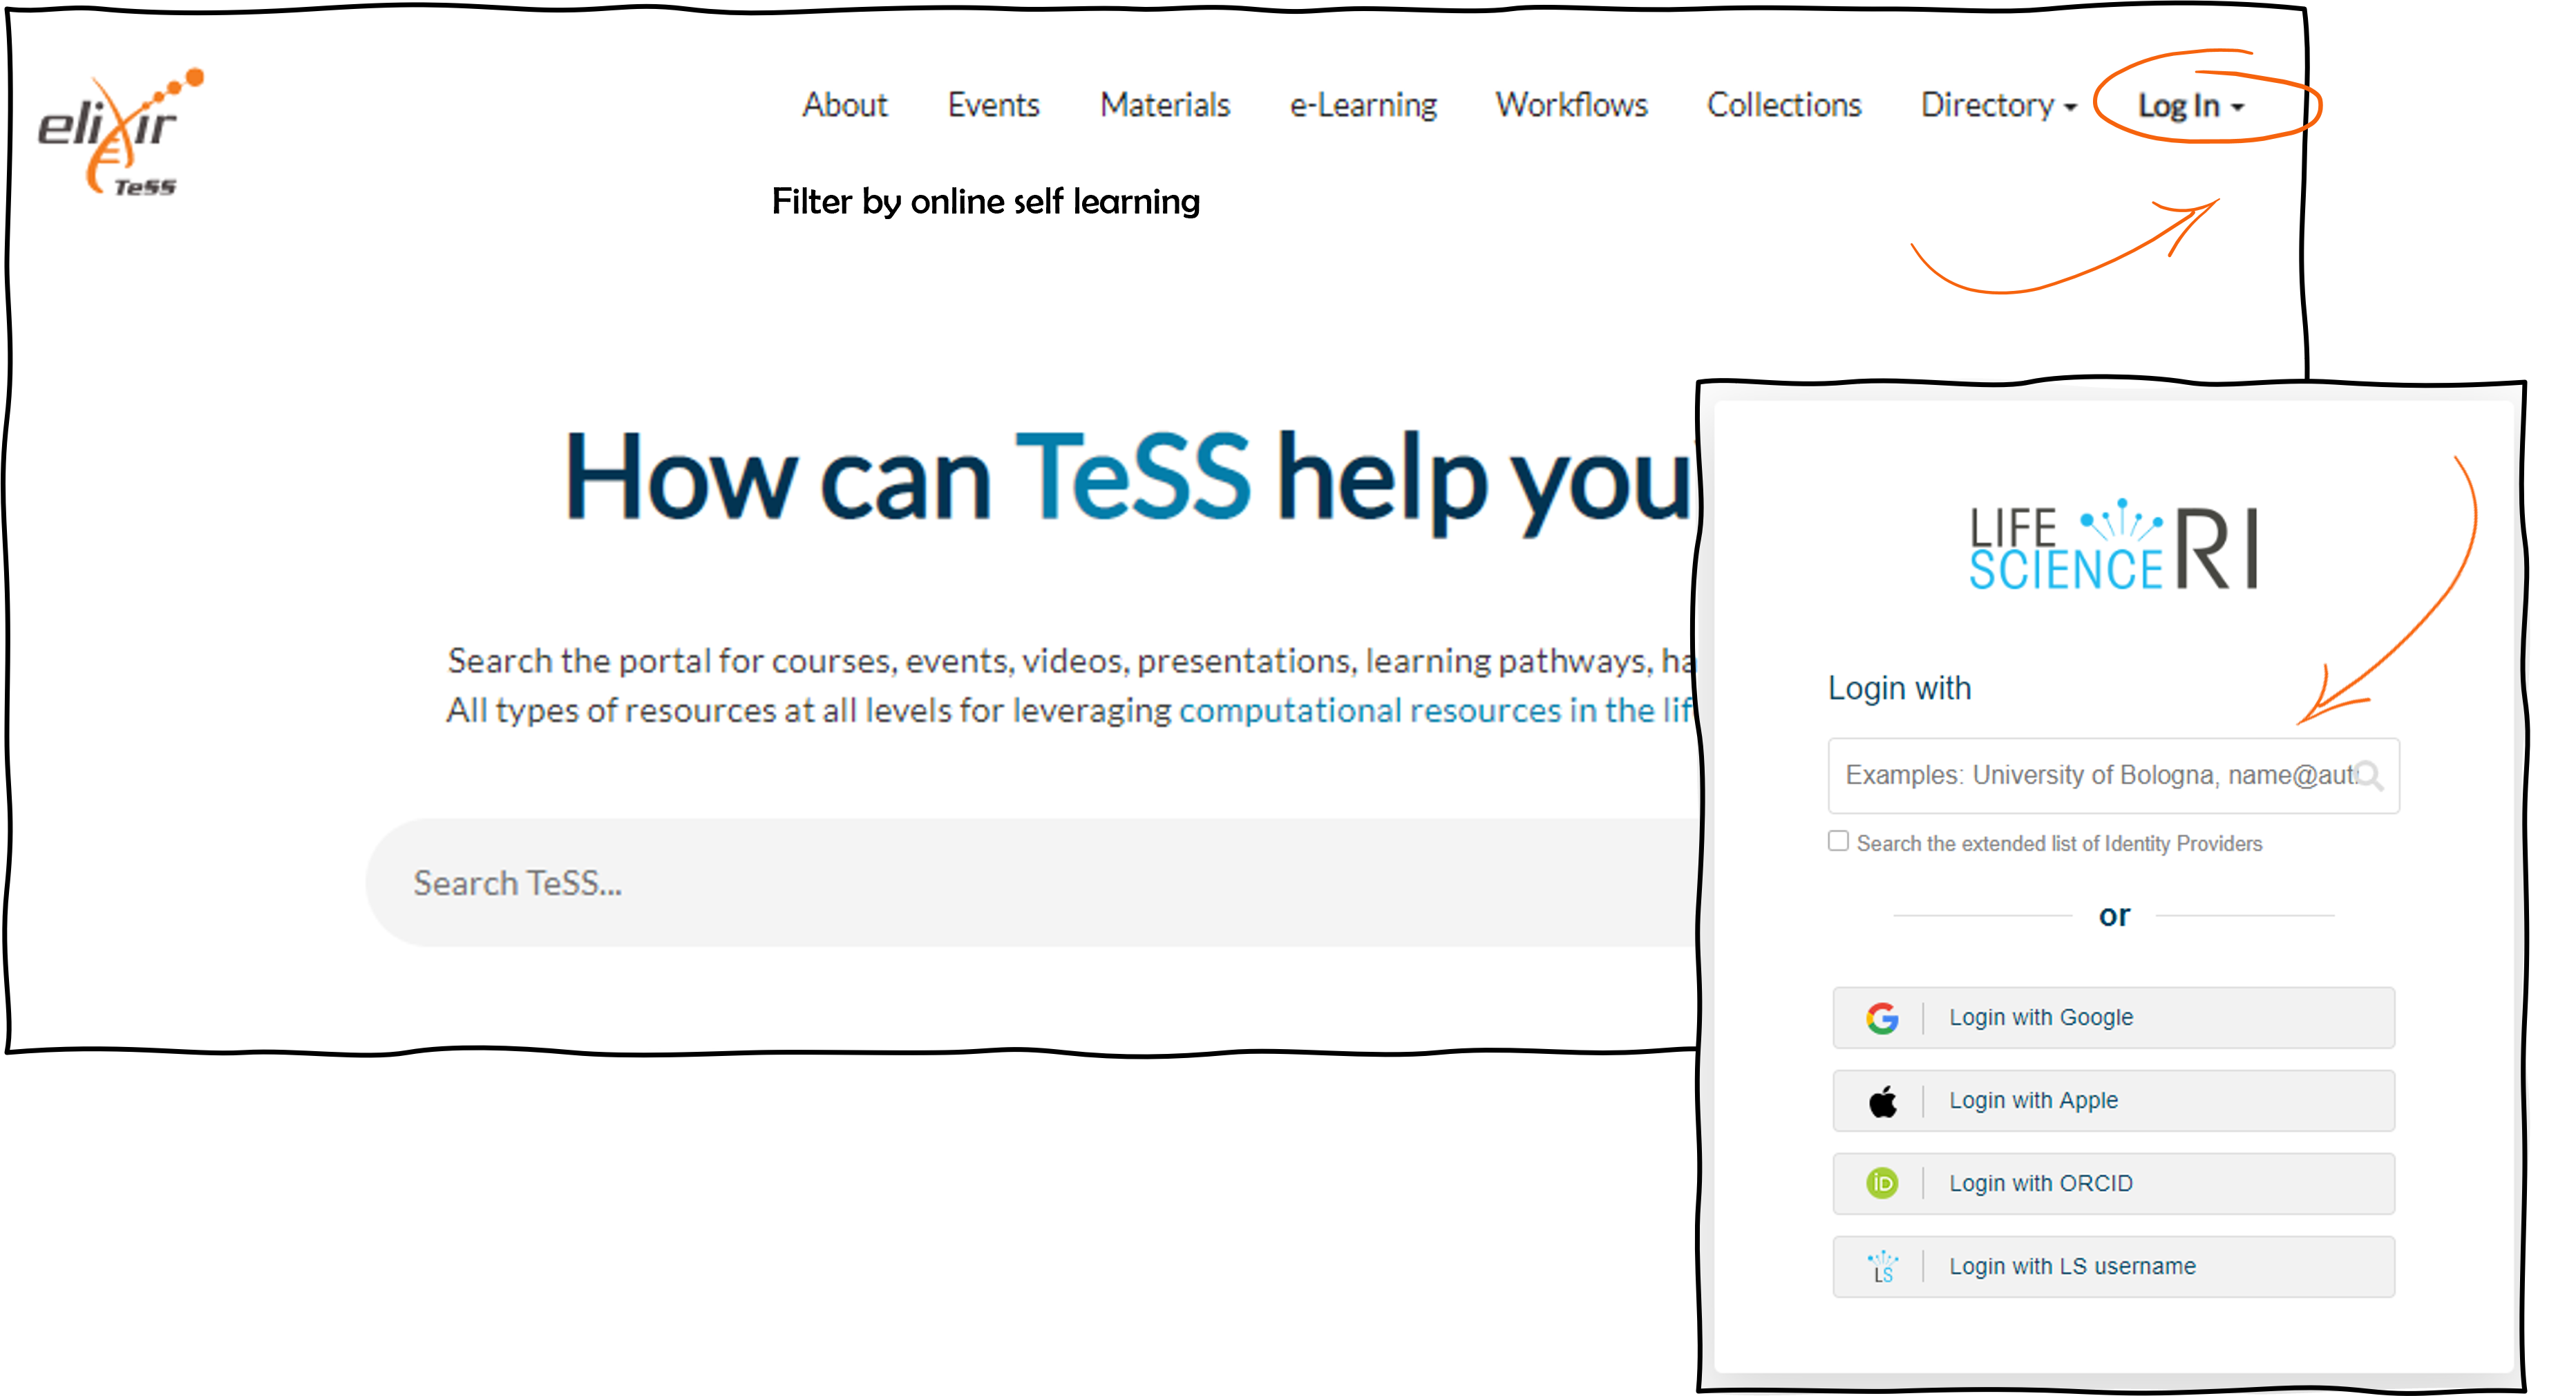 elixir
TeSS
About Events Materials e-Learning Workflows Collections Directory Log In
Filter by online self learning
How can TeSS help you
Search the portal for courses, events, videos, presentations, learning pathways, ha
All types of resources at all levels for leveraging computational resources in the lif
Search TeSS...
LIFE
SCIENCE RI
Login with
Examples: University of Bologna, name@aut
Search the extended list of Identity Providers
or
Login with Google
Login with Apple
iD Login with ORCID
LS Login with LS username